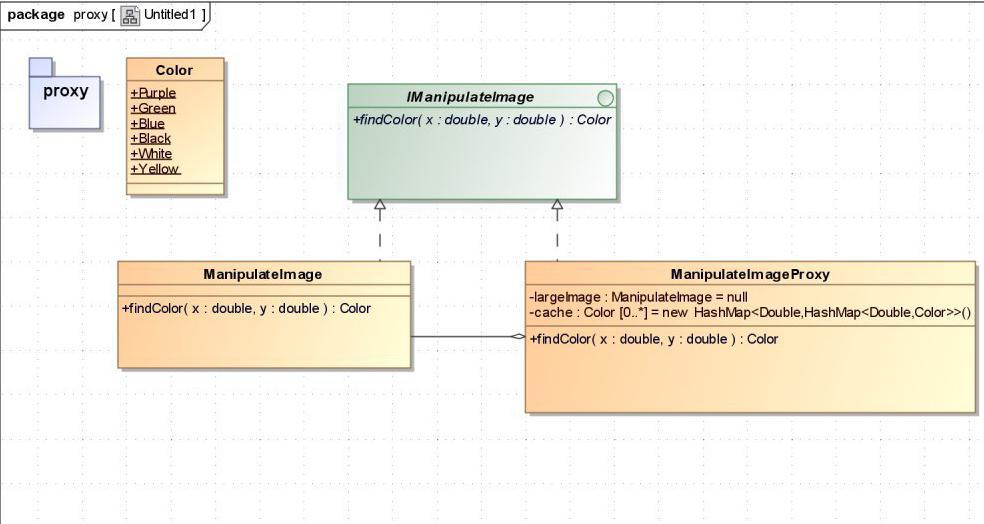 package proxy [ Untitled1 ]
proxy
Color
+Purple
+Green
+Blue
+Black
+White
+Yellow
IManipulateImage
+findColor( x : double, y : double ) : Color
ManipulateImage
+findColor( x : double, y : double ) : Color
ManipulateImageProxy
-largeImage : ManipulateImage = null
-cache : Color [0..*] = new HashMap<Double,HashMap<Double,Color>>()
+findColor( x : double, y : double ) : Color